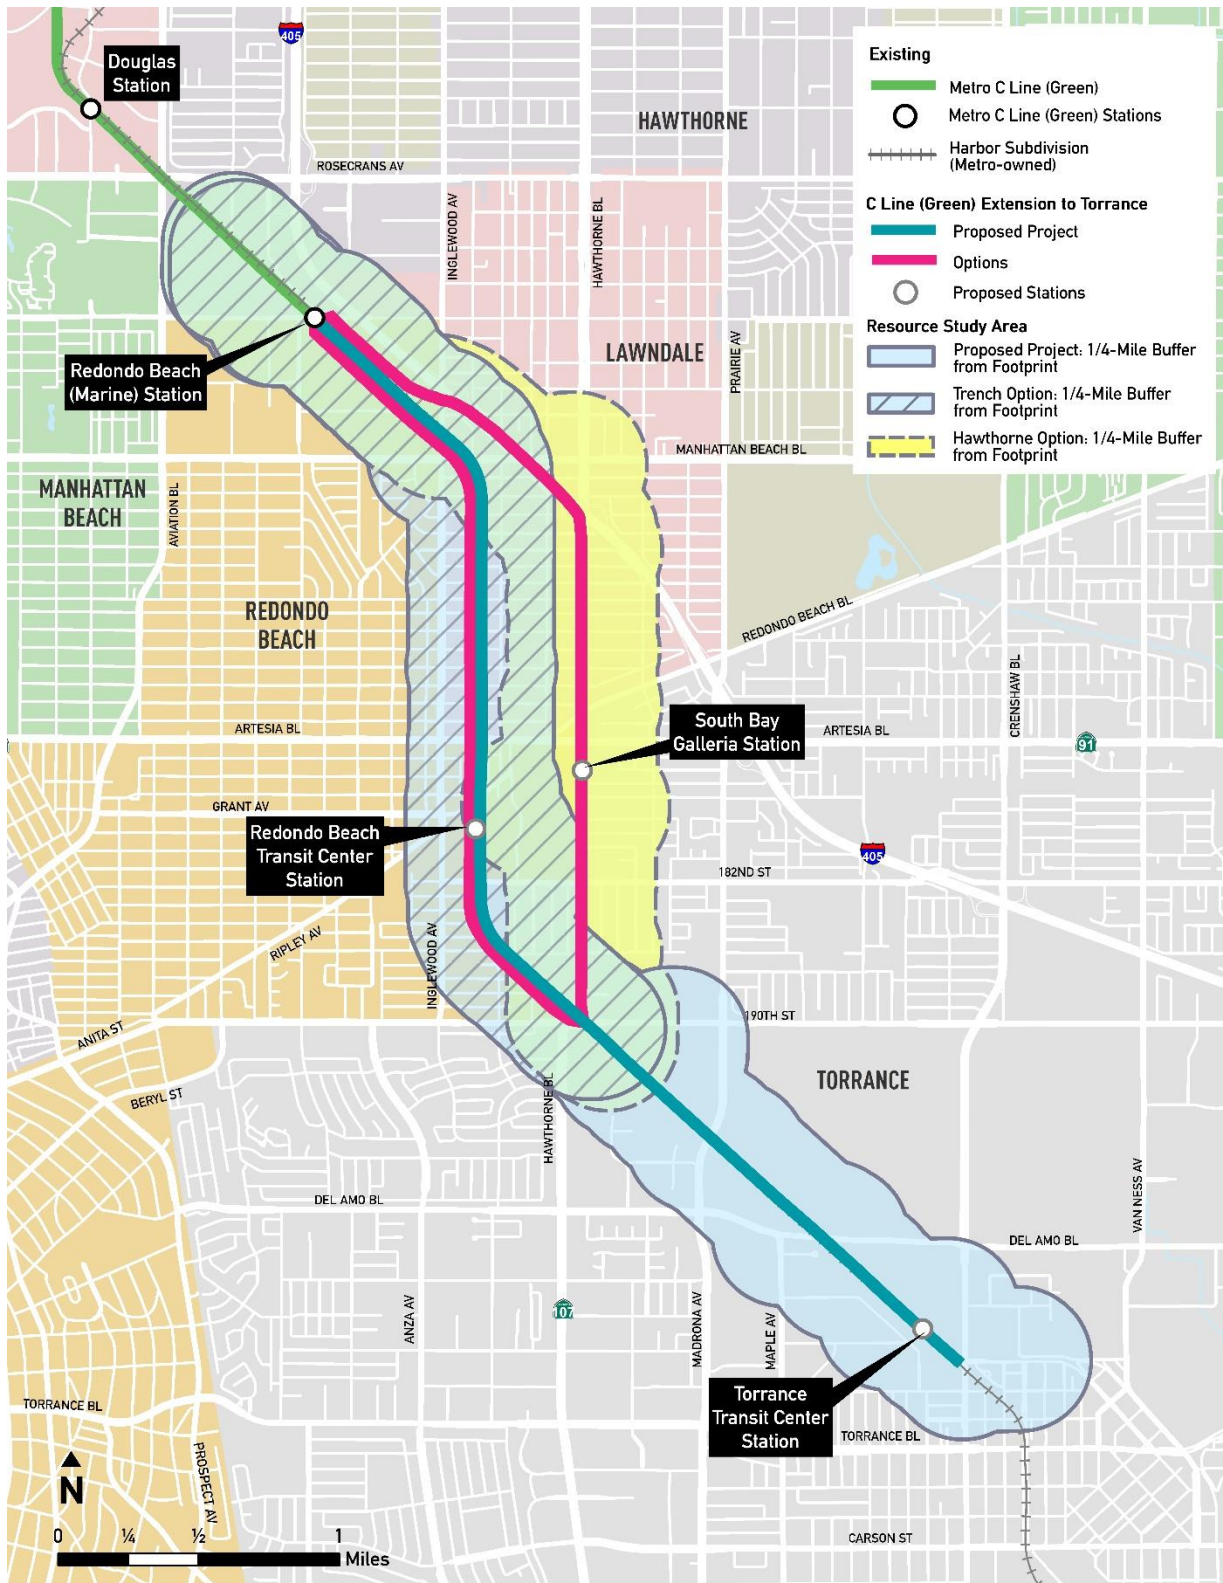 405
Douglas
Station
HAWTHORNE
ROSECRANS AV
INGLEWOOD AV
HAWTHORNE BL
Existing
Metro C Line (Green)
Metro C Line (Green) Stations
Harbor Subdivision
(Metro-owned)
C Line (Green) Extension to Torrance
Proposed Project
Options
Proposed Stations
Resource Study Area
Proposed Project: 1/4-Mile Buffer
from Footprint
Trench Option: 1/4-Mile Buffer
from Footprint
Hawthorne Option: 1/4-Mile Buffer
from Footprint
LAWNDALE
PRAIRIE AV
Redondo Beach
(Marine) Station
MANHATTAN BEACH BL
MANHATTAN
BEACH
AVIATION BL
REDONDO
BEACH
REDONDO BEACH BL
CRENSHAW BL
ARTESIA BL
South Bay
Galleria Station
ARTESIA BL
91
GRANT AV
Redondo Beach
Transit Center
Station
405
182ND ST
RIPLEY AV
INGLEWOOD AV
190TH ST
ANITA ST
BERYL ST
TORRANCE
HAWTHORNE BL
DEL AMO BL
VAN NESS AV
DEL AMO BL
ANZA AV
107
MADRONA AV
MAPLE AV
Torrance
Transit Center
Station
TORRANCE BL
TORRANCE BL
PROSPECT AV
N
CARSON ST
0 ¼ ½ 1
Miles